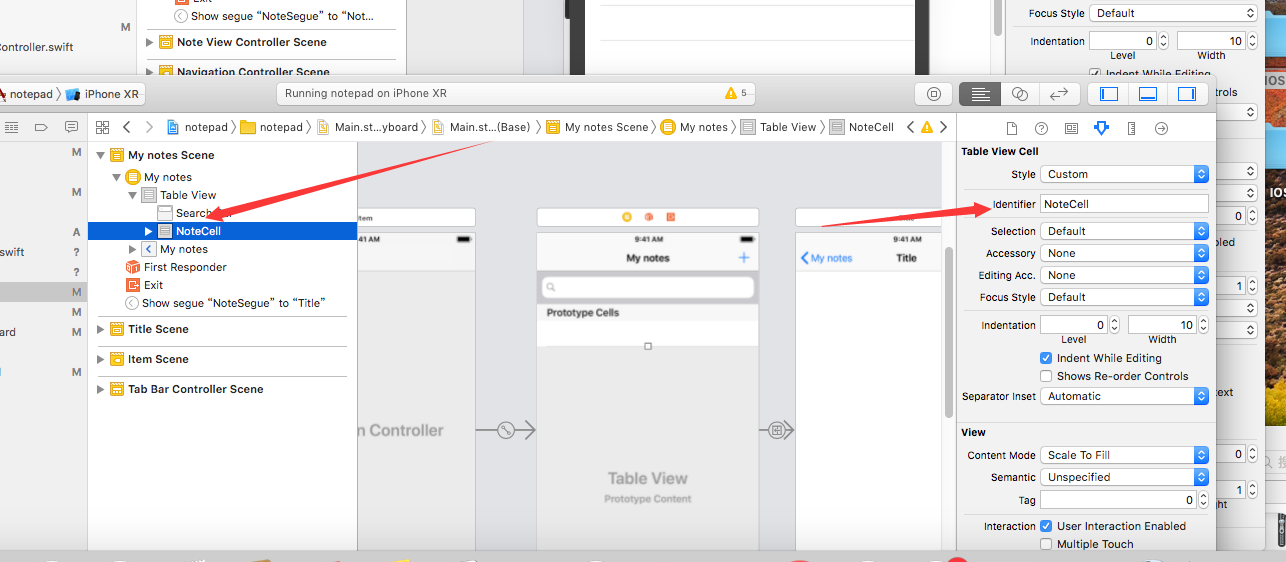 Exit
Show segue "NoteSegue" to "Not...
M
Controller.swift
Note View Controller Scene
Navigation Controller Scene
Focus Style Default
Indentation 0 10
Level Width
Indent While Editing
notepad 〉 iPhone XR
Running notepad on iPhone XR
5
notepad 〉 notepad 〉 Main.st...yboard 〉 Main.st...(Base) 〉 My notes Scene 〉 My notes 〉 Table View 〉 NoteCell
M
M
A
swift ?
?
M
M
ard M
M
My notes Scene
My notes
Table View
Search
NoteCell
My notes
First Responder
Exit
Show segue "NoteSegue" to "Title"
Title Scene
Item Scene
Tab Bar Controller Scene
Item
41 AM
Controller
9:41 AM
My notes +
Prototype Cells
Table View
Prototype Content
9:41 AM
My notes Title
Table View Cell
Style Custom
Identifier NoteCell
Selection Default
Accessory None
Editing Acc. None
Focus Style Default
Indentation 0 10
Level Width
Indent While Editing
Shows Re-order Controls
Separator Inset Automatic
View
Content Mode Scale To Fill
Semantic Unspecified
Tag 0
Interaction User Interaction Enabled
Multiple Touch
trols
0
1
0
1
ios